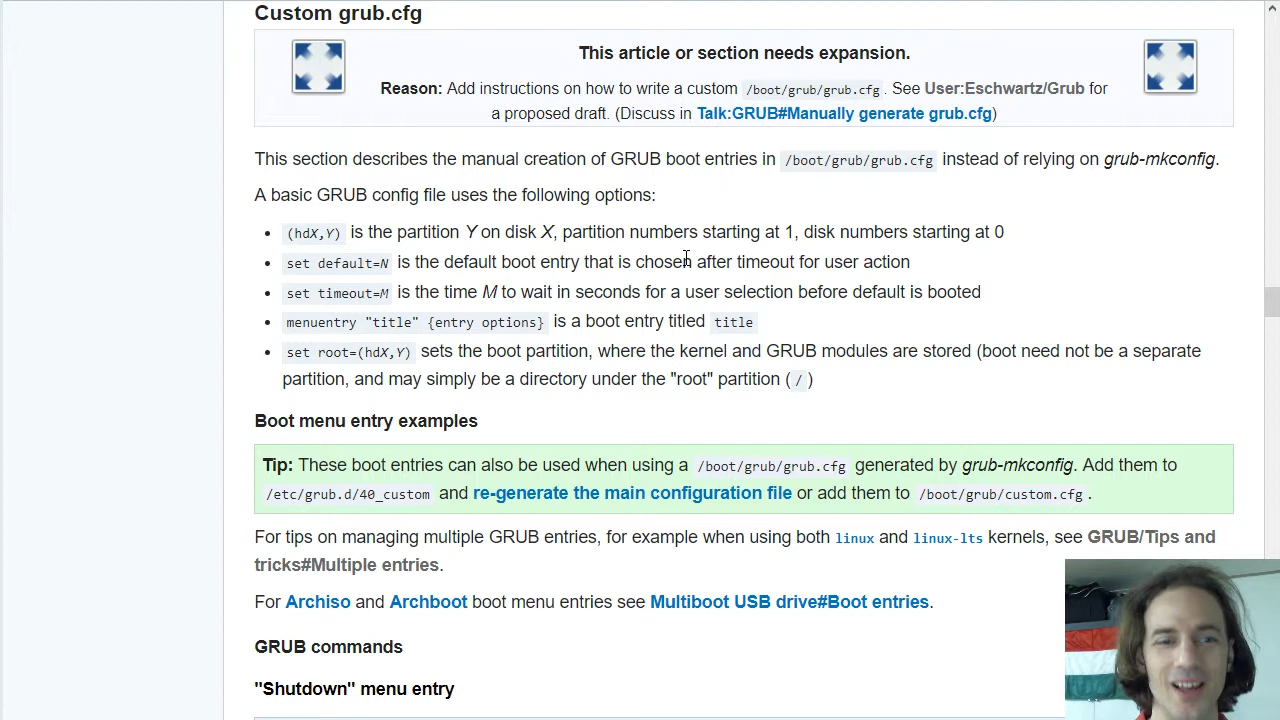 Custom grub.cfg
This article or section needs expansion.
Reason: Add instructions on how to write a custom /boot/grub/grub.cfg. See User:Eschwartz/Grub for
a proposed draft. (Discuss in Talk:GRUB#Manually generate grub.cfg)
This section describes the manual creation of GRUB boot entries in /boot/grub/grub.cfg instead of relying on grub-mkconfig.
A basic GRUB config file uses the following options:
• (hdX,Y) is the partition Y on disk X, partition numbers starting at 1, disk numbers starting at 0
• set default=N is the default boot entry that is chosen after timeout for user action
• set timeout=M is the time M to wait in seconds for a user selection before default is booted
• menuentry "title" {entry options} is a boot entry titled title
• set root=(hdX,Y) sets the boot partition, where the kernel and GRUB modules are stored (boot need not be a separate
partition, and may simply be a directory under the "root" partition ( / )
Boot menu entry examples
Tip: These boot entries can also be used when using a /boot/grub/grub.cfg generated by grub-mkconfig. Add them to
/etc/grub.d/40_custom and re-generate the main configuration file or add them to /boot/grub/custom.cfg.
For tips on managing multiple GRUB entries, for example when using both linux and linux-lts kernels, see GRUB/Tips and
tricks#Multiple entries.
For Archiso and Archboot boot menu entries see Multiboot USB drive#Boot entries.
GRUB commands
"Shutdown" menu entry